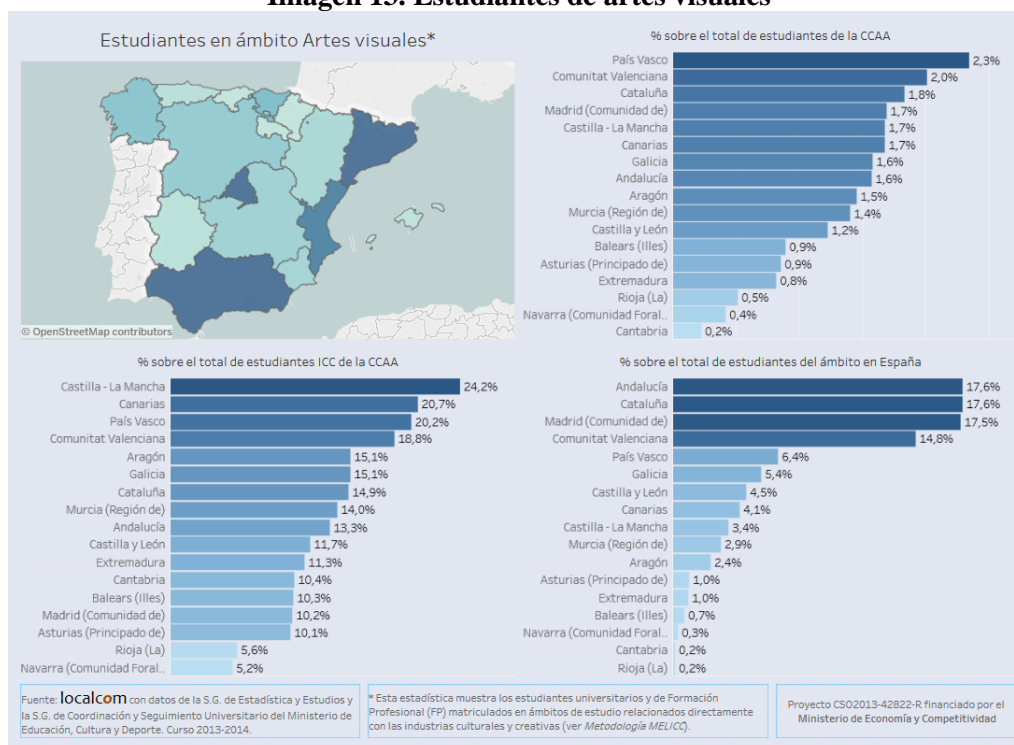 Imagen 13. Estudiantes de artes visuales
Estudiantes en ámbito Artes visuales*
© OpenStreetMap contributors
% sobre el total de estudiantes de la CCAA
País Vasco 2,3%
Comunitat Valenciana 2,0%
Cataluña 1,8%
Madrid (Comunidad de) 1,7%
Castilla - La Mancha 1,7%
Canarias 1,7%
Galicia 1,6%
Andalucía 1,6%
Aragón 1,5%
Murcia (Región de) 1,4%
Castilla y León 1,2%
Balears (Illes) 0,9%
Asturias (Principado de) 0,9%
Extremadura 0,8%
Rioja (La) 0,5%
Navarra (Comunidad Foral.. 0,4%
Cantabria 0,2%
% sobre el total de estudiantes ICC de la CCAA
Castilla - La Mancha 24,2%
Canarias 20,7%
País Vasco 20,2%
Comunitat Valenciana 18,8%
Aragón 15,1%
Galicia 15,1%
Cataluña 14,9%
Murcia (Región de) 14,0%
Andalucía 13,3%
Castilla y León 11,7%
Extremadura 11,3%
Cantabria 10,4%
Balears (Illes) 10,3%
Madrid (Comunidad de) 10,2%
Asturias (Principado de) 10,1%
Rioja (La) 5,6%
Navarra (Comunidad Foral.. 5,2%
% sobre el total de estudiantes del ámbito en España
Andalucía 17,6%
Cataluña 17,6%
Madrid (Comunidad de) 17,5%
Comunitat Valenciana 14,8%
País Vasco 6,4%
Galicia 5,4%
Castilla y León 4,5%
Canarias 4,1%
Castilla - La Mancha 3,4%
Murcia (Región de) 2,9%
Aragón 2,4%
Asturias (Principado de) 1,0%
Extremadura 1,0%
Balears (Illes) 0,7%
Navarra (Comunidad Foral.. 0,3%
Cantabria 0,2%
Rioja (La) 0,2%
Fuente: localcom con datos de la S.G. de Estadística y Estudios y
la S.G. de Coordinación y Seguimiento Universitario del Ministerio de
Educación, Cultura y Deporte. Curso 2013-2014.
* Esta estadística muestra los estudiantes universitarios y de Formación
Profesional (FP) matriculados en ámbitos de estudio relacionados directamente
con las industrias culturales y creativas (ver Metodología MELICC).
Proyecto CSO2013-42822-R financiado por el
Ministerio de Economía y Competitividad